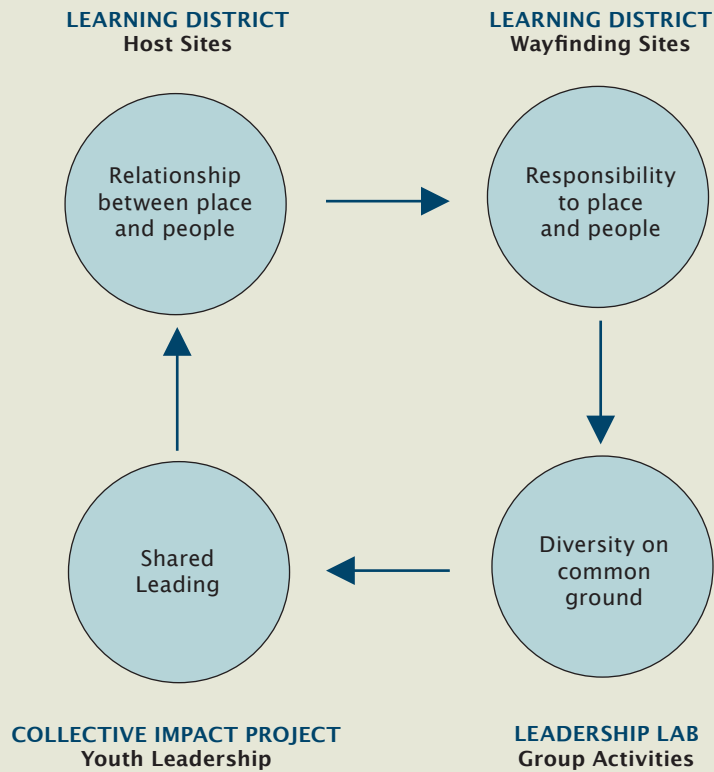 LEARNING DISTRICT
Host Sites
LEARNING DISTRICT
Wayfinding Sites
Relationship
between place
and people
Responsibility
to place
and people
Shared
Leading
Diversity on
common
ground
COLLECTIVE IMPACT PROJECT
Youth Leadership
LEADERSHIP LAB
Group Activities